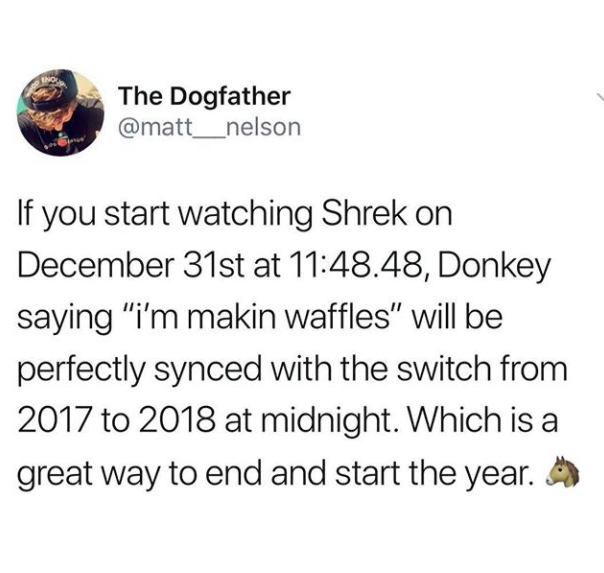 The Dogfather
@matt__nelson
If you start watching Shrek on
December 31st at 11:48.48, Donkey
saying "i'm makin waffles" will be
perfectly synced with the switch from
2017 to 2018 at midnight. Which is a
great way to end and start the year. 🐴